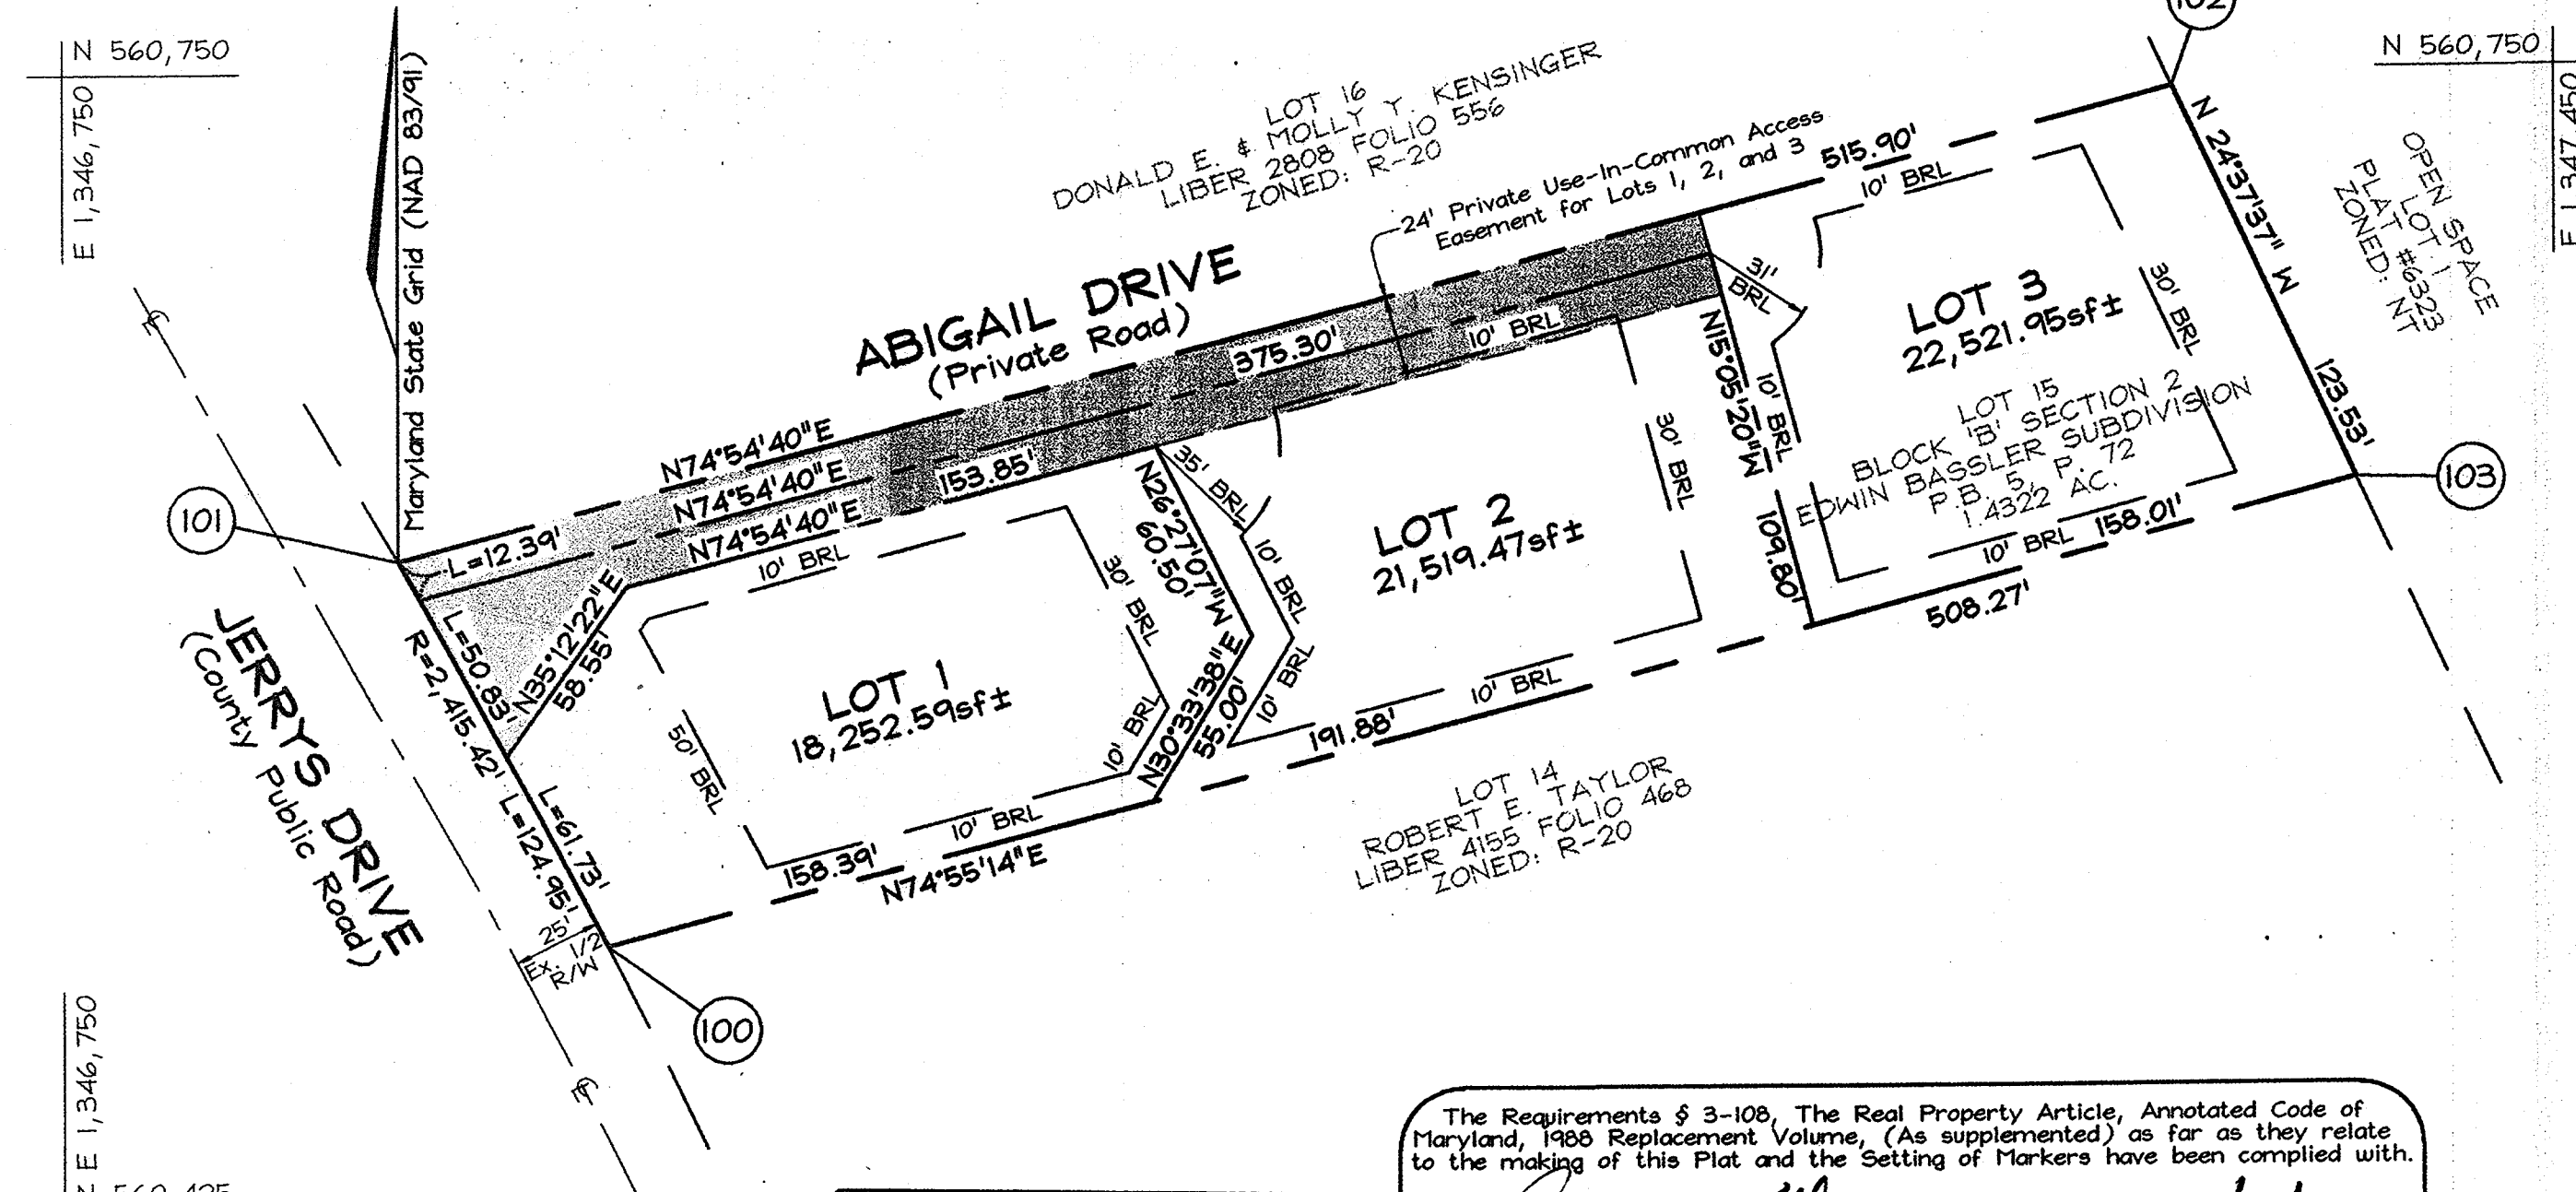 N 560,750
E 1,346,750
Maryland State Grid (NAD 83/91)
102
N 560,750
E 1,347,450
LOT 16
DONALD E. & MOLLY Y. KENSINGER
LIBER 2808 FOLIO 556
ZONED: R-20
24' Private Use-In-Common Access
Easement for Lots 1, 2, and 3
515.90'
10' BRL
N 24°37'37" W
123.53'
OPEN SPACE
LOT 1
PLAT #6323
ZONED: NT
ABIGAIL DRIVE
(Private Road)
375.30'
10' BRL
31'
BRL
LOT 3
22,521.95sf±
30' BRL
N15°05'20"W
109.80'
10' BRL
LOT 15
BLOCK 'B' SECTION 2
EDWIN BASSLER SUBDIVISION
P.B. 5, P. 72
1.4322 AC.
10' BRL
158.01'
103
508.27'
101
L=12.39'
N74°54'40"E
N74°54'40"E
N74°54'40"E
153.85'
10' BRL
35' BRL
N26°27'07"W
60.50'
30' BRL
10' BRL
LOT 2
21,519.47sf±
30' BRL
L=50.83'
N35°12'22"E
58.55'
R=2,415.42'
L=124.95'
L=61.73'
JERRYS DRIVE
(County Public Road)
LOT 1
18,252.59sf±
50' BRL
10' BRL
N30°33'38"E
55.00'
10' BRL
10' BRL
191.88'
10' BRL
158.39'
N74°55'14"E
LOT 14
ROBERT E. TAYLOR
LIBER 4155 FOLIO 468
ZONED: R-20
25'
Ex. 1/2
R/W
100
E 1,346,750
N 560,425
The Requirements § 3-108, The Real Property Article, Annotated Code of
Maryland, 1988 Replacement Volume, (As supplemented) as far as they relate
to the making of this Plat and the Setting of Markers have been complied with.